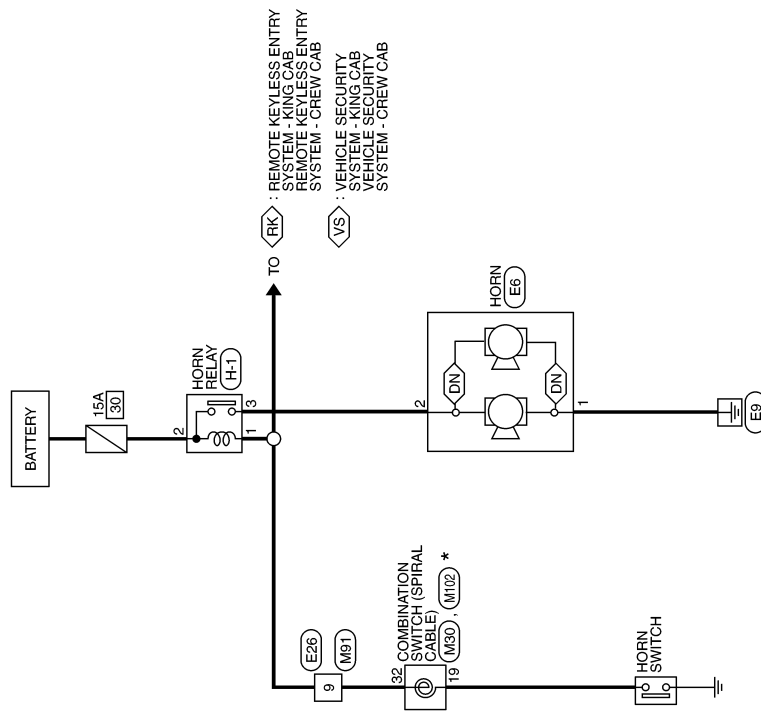 BATTERY
15A
30
2
HORN
RELAY
H-1
1
3
TO
RK
: REMOTE KEYLESS ENTRY
SYSTEM - KING CAB
REMOTE KEYLESS ENTRY
SYSTEM - CREW CAB
VS
: VEHICLE SECURITY
SYSTEM - KING CAB
VEHICLE SECURITY
SYSTEM - CREW CAB
HORN
E6
2
DN
DN
1
E9
E26
9
M91
COMBINATION
SWITCH (SPIRAL
CABLE)
M30 , M102 *
32
19
HORN
SWITCH